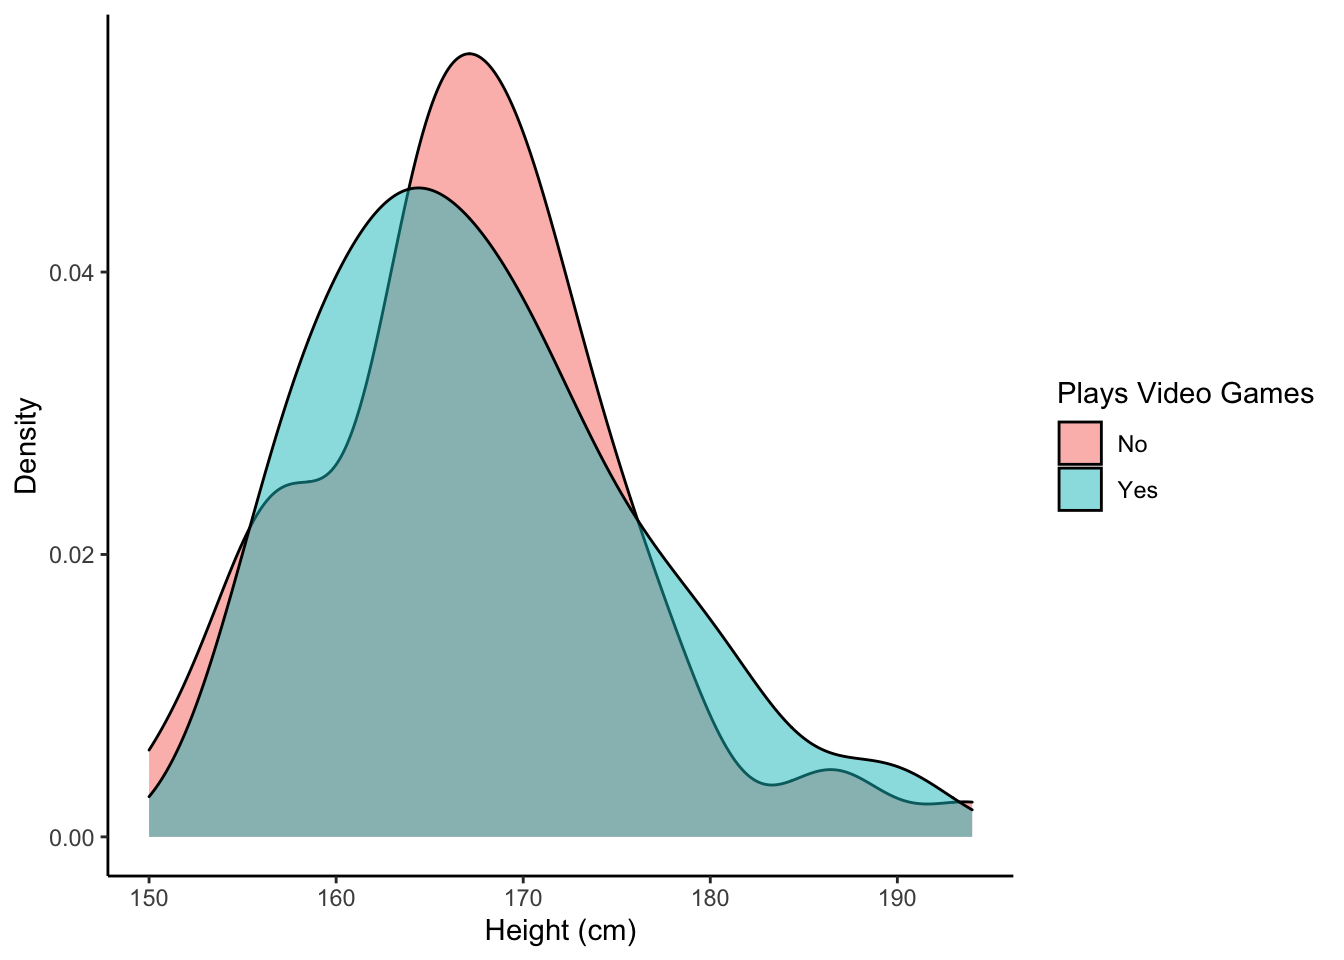 Density
0.04
0.02
0.00
150 160 170 180 190
Height (cm)
Plays Video Games
No
Yes